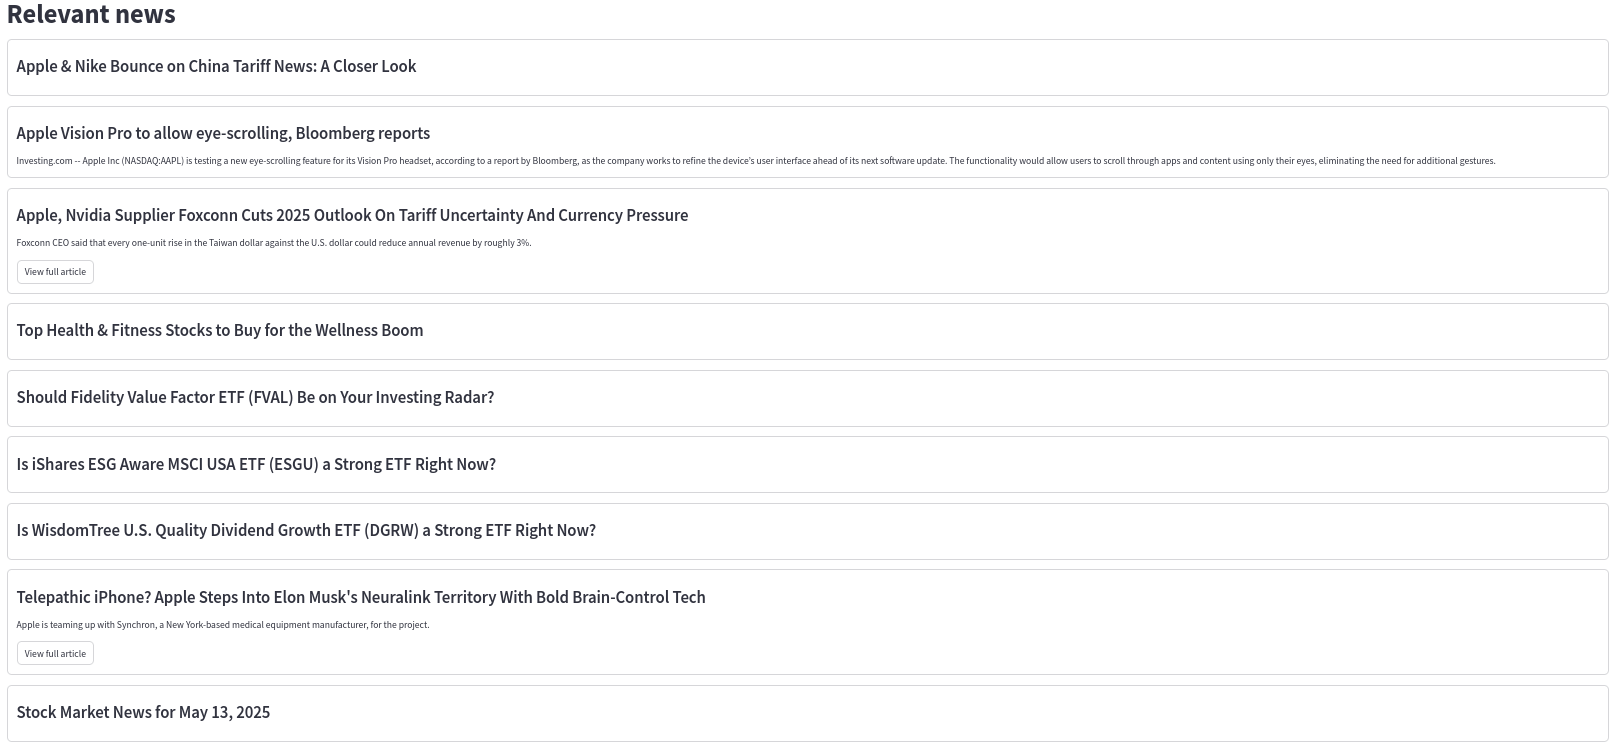 Relevant news
Apple & Nike Bounce on China Tariff News: A Closer Look
Apple Vision Pro to allow eye-scrolling, Bloomberg reports
Investing.com -- Apple Inc (NASDAQ:AAPL) is testing a new eye-scrolling feature for its Vision Pro headset, according to a report by Bloomberg, as the company works to refine the device's user interface ahead of its next software update. The functionality would allow users to scroll through apps and content using only their eyes, eliminating the need for additional gestures.
Apple, Nvidia Supplier Foxconn Cuts 2025 Outlook On Tariff Uncertainty And Currency Pressure
Foxconn CEO said that every one-unit rise in the Taiwan dollar against the U.S. dollar could reduce annual revenue by roughly 3%.
View full article
Top Health & Fitness Stocks to Buy for the Wellness Boom
Should Fidelity Value Factor ETF (FVAL) Be on Your Investing Radar?
Is iShares ESG Aware MSCI USA ETF (ESGU) a Strong ETF Right Now?
Is WisdomTree U.S. Quality Dividend Growth ETF (DGRW) a Strong ETF Right Now?
Telepathic iPhone? Apple Steps Into Elon Musk's Neuralink Territory With Bold Brain-Control Tech
Apple is teaming up with Synchron, a New York-based medical equipment manufacturer, for the project.
View full article
Stock Market News for May 13, 2025